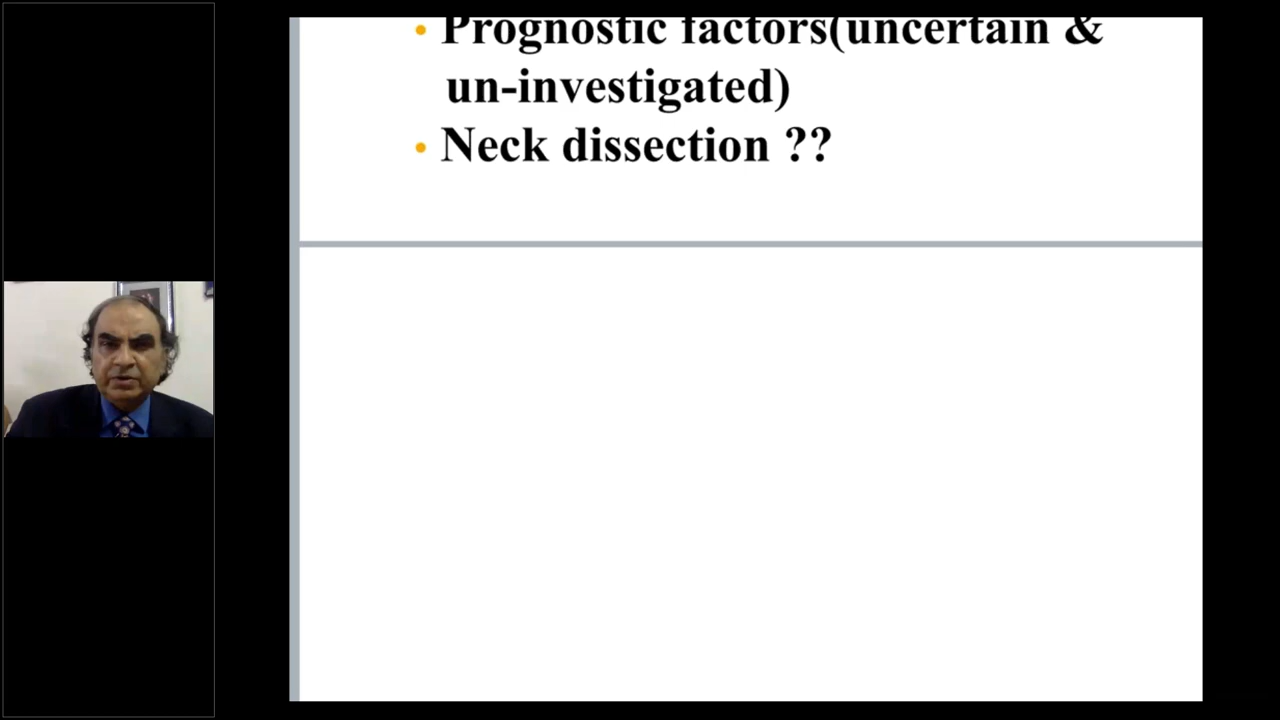 • Prognostic factors(uncertain &
un-investigated)
• Neck dissection ??